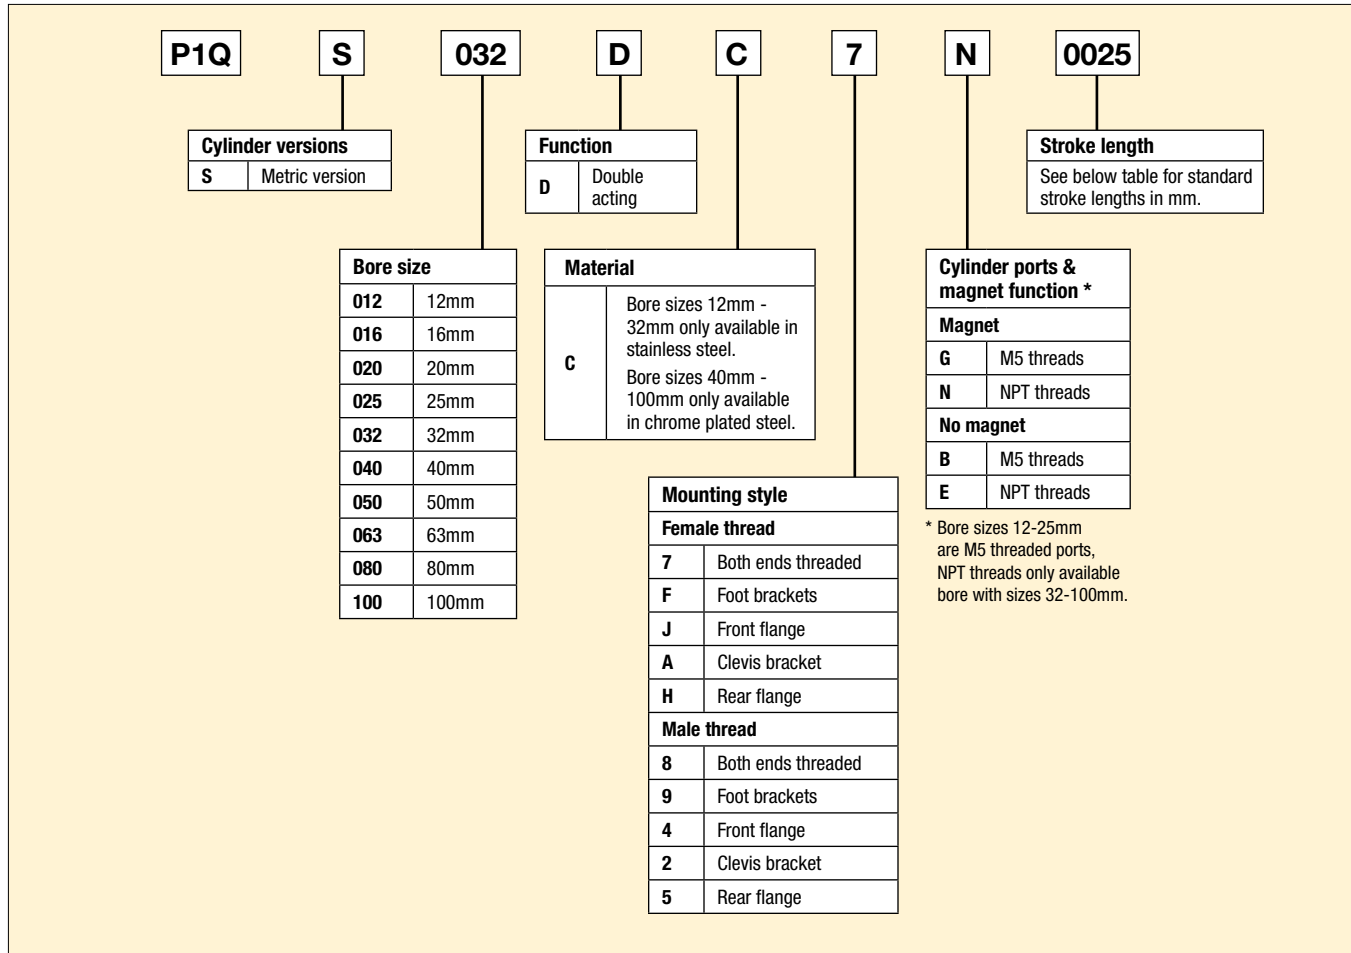 P1Q S 032 D C 7 N 0025
Cylinder versions
S Metric version
Function
D Double
acting
Stroke length
See below table for standard
stroke lengths in mm.
Bore size
012 12mm
016 16mm
020 20mm
025 25mm
032 32mm
040 40mm
050 50mm
063 63mm
080 80mm
100 100mm
Material
C
Bore sizes 12mm -
32mm only available in
stainless steel.
Bore sizes 40mm -
100mm only available
in chrome plated steel.
Cylinder ports &
magnet function *
Magnet
G M5 threads
N NPT threads
No magnet
B M5 threads
E NPT threads
* Bore sizes 12-25mm
are M5 threaded ports,
NPT threads only available
bore with sizes 32-100mm.
Mounting style
Female thread
7 Both ends threaded
F Foot brackets
J Front flange
A Clevis bracket
H Rear flange
Male thread
8 Both ends threaded
9 Foot brackets
4 Front flange
2 Clevis bracket
5 Rear flange